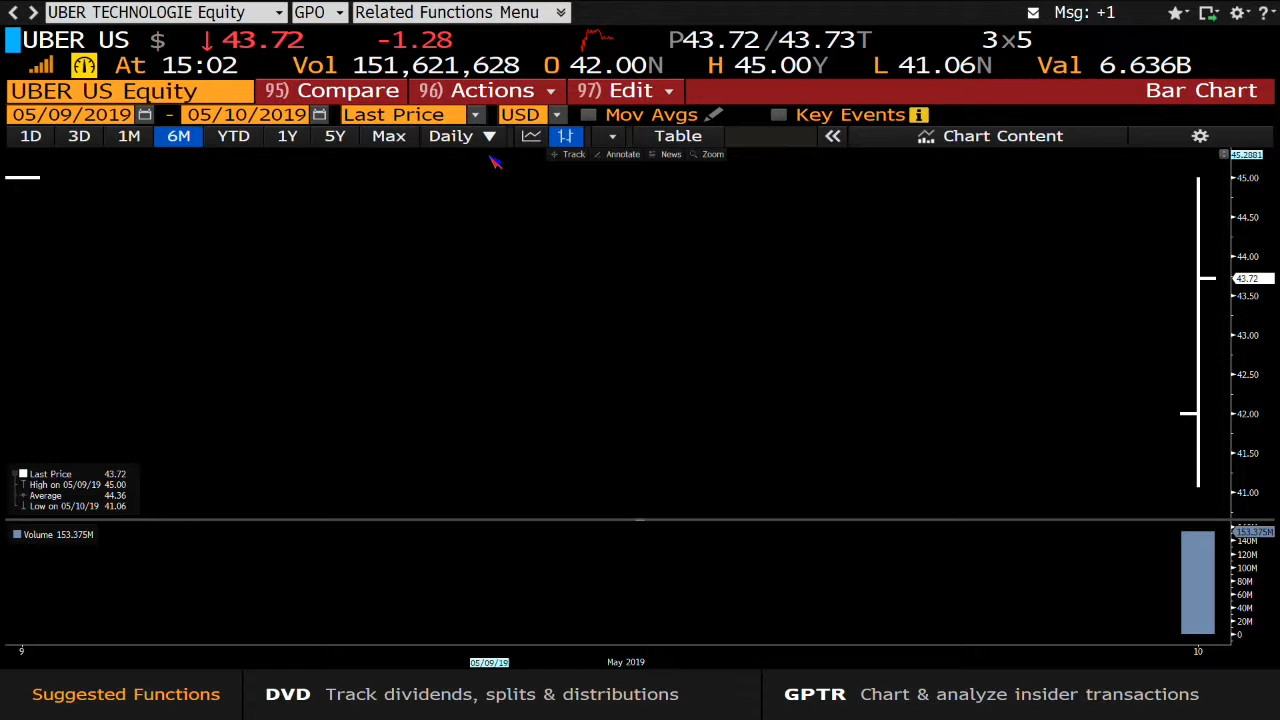 UBER TECHNOLOGIE Equity GPO Related Functions Menu Msg: +1 ?
UBER US $ ↓ 43.72 -1.28 P43.72/43.73T 3x5
At 15:02 Vol 151,621,628 O 42.00N H 45.00Y L 41.06N Val 6.636B
UBER US Equity 95) Compare 96) Actions 97) Edit Bar Chart
05/09/2019 - 05/10/2019 Last Price USD Mov Avgs Key Events i
1D 3D 1M 6M YTD 1Y 5Y Max Daily ▼ Table « Chart Content
Track Annotate News Zoom
45.2881
45.00
44.50
44.00
43.72
43.50
43.00
42.50
42.00
41.50
41.00
Last Price 43.72
High on 05/09/19 45.00
Average 44.36
Low on 05/10/19 41.06
Volume 153.375M
153.375M
140M
120M
100M
80M
60M
40M
20M
0
9 10
05/09/19 May 2019
Suggested Functions DVD Track dividends, splits & distributions GPTR Chart & analyze insider transactions